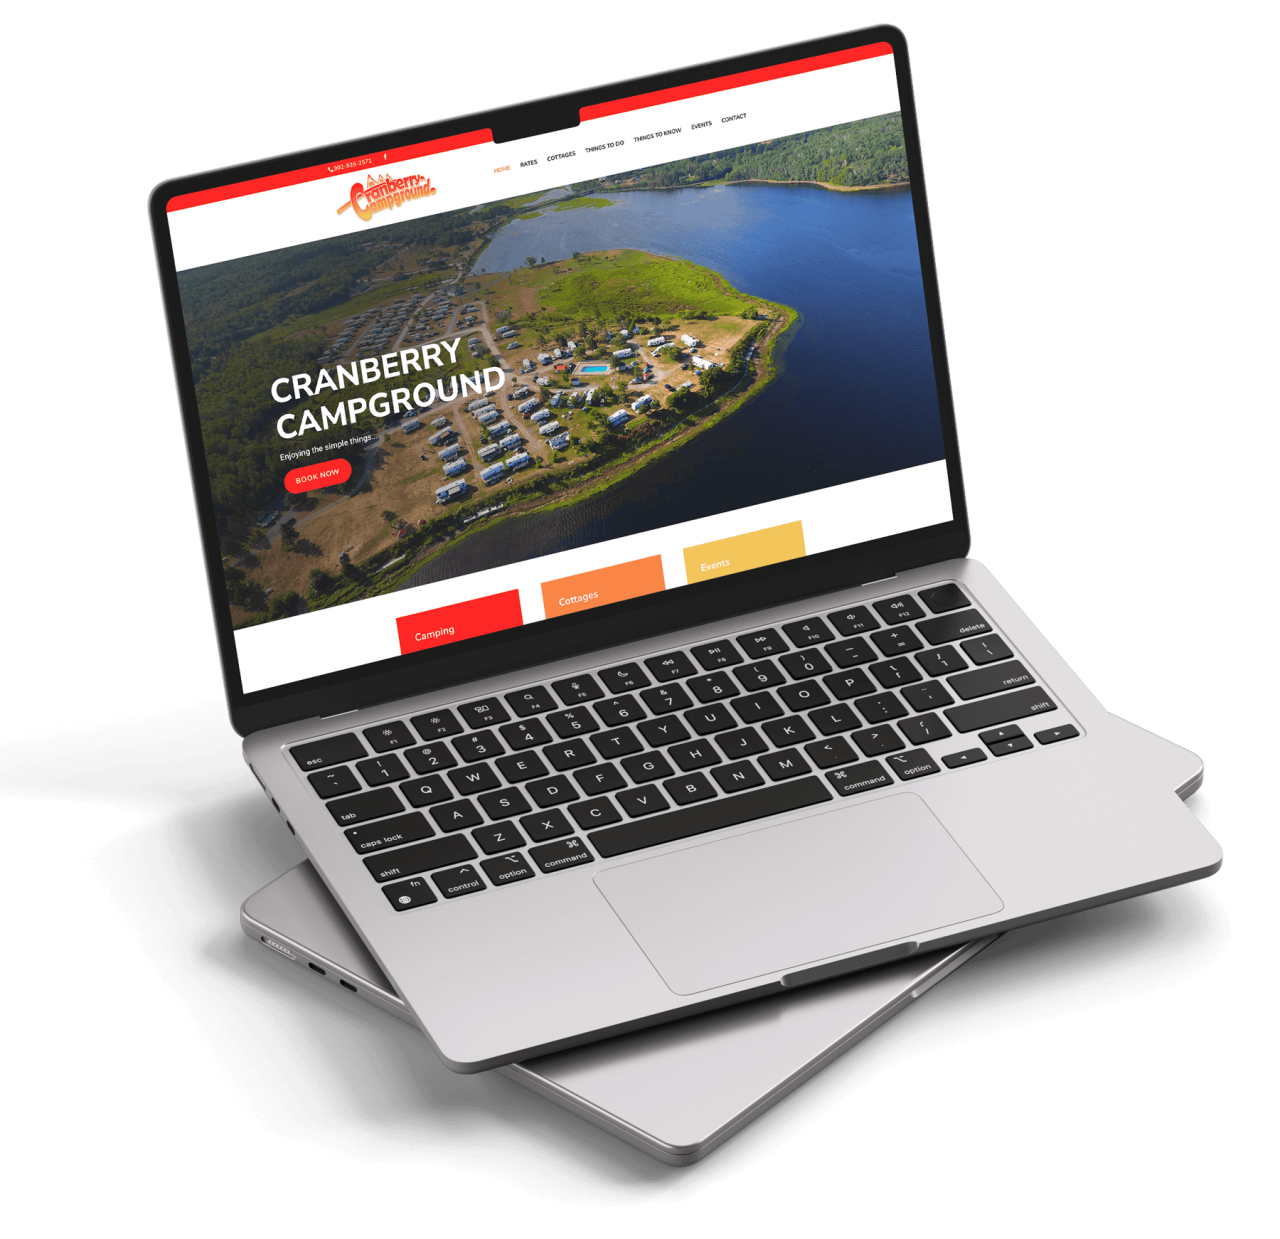 902-926-2571 f
Cranberry
Campground
HOME RATES COTTAGES THINGS TO DO THINGS TO KNOW EVENTS CONTACT
CRANBERRY
CAMPGROUND
Enjoying the simple things...
BOOK NOW
Camping Cottages Events
esc F1 F2 F3 F4 F5 F6 F7 F8 F9 F10 F11 F12
~ ! 1 @ 2 # 3 $ 4 % 5 ^ 6 & 7 * 8 ( 9 ) 0 — - + = delete
tab Q W E R T Y U I O P
caps lock A S D F G H J K L : ; return
shift Z X C V B N M < , > . ? / shift
fn control option ⌘ command ⌘ command option